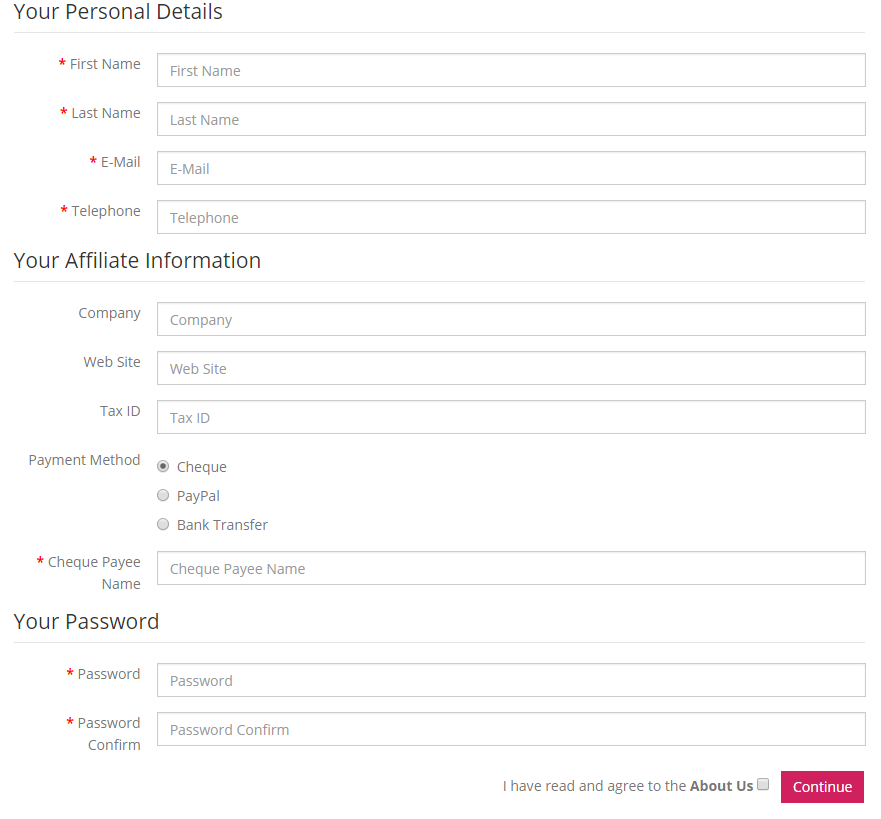 Your Personal Details
* First Name
First Name
* Last Name
Last Name
* E-Mail
E-Mail
* Telephone
Telephone
Your Affiliate Information
Company
Company
Web Site
Web Site
Tax ID
Tax ID
Payment Method
Cheque
PayPal
Bank Transfer
* Cheque Payee
Name
Cheque Payee Name
Your Password
* Password
Password
* Password
Confirm
Password Confirm
I have read and agree to the About Us
Continue